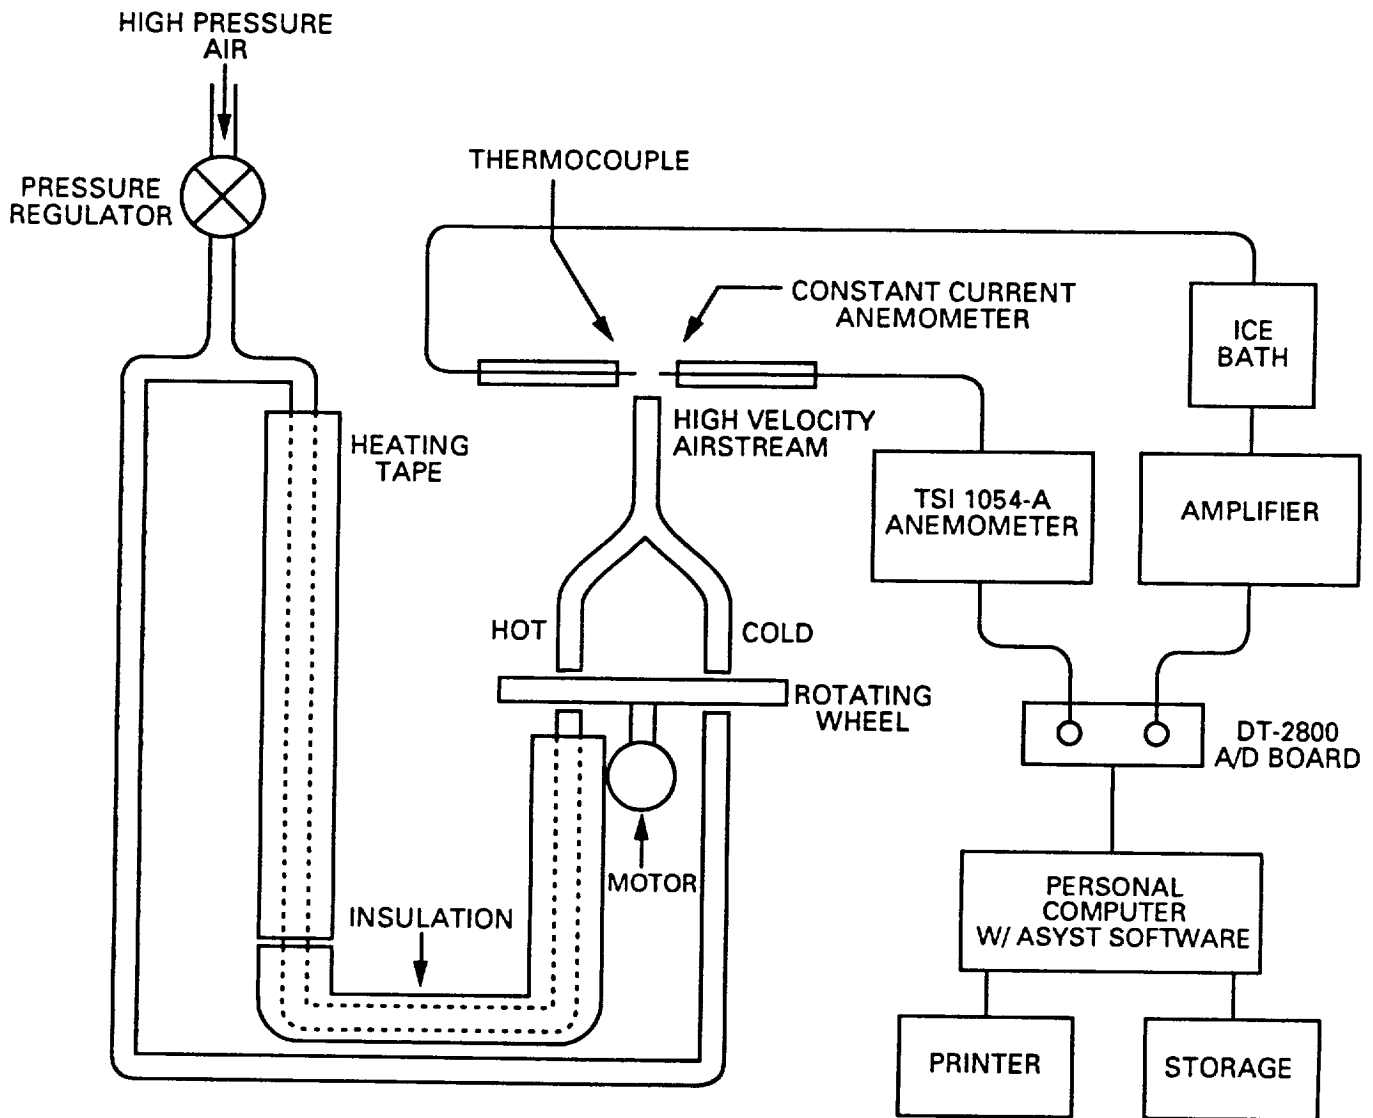 HIGH PRESSURE
AIR
PRESSURE
REGULATOR
THERMOCOUPLE
CONSTANT CURRENT
ANEMOMETER
ICE
BATH
HEATING
TAPE
HIGH VELOCITY
AIRSTREAM
TSI 1054-A
ANEMOMETER
AMPLIFIER
HOT
COLD
ROTATING
WHEEL
DT-2800
A/D BOARD
MOTOR
INSULATION
PERSONAL
COMPUTER
W/ ASYST SOFTWARE
PRINTER
STORAGE